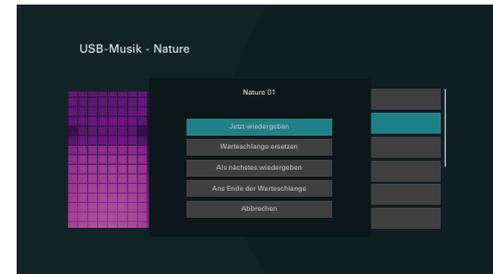 USB-Musik - Nature
Nature 01
Jetzt wiedergeben
Warteschlange ersetzen
Als nächstes wiedergeben
Ans Ende der Warteschlange
Abbrechen